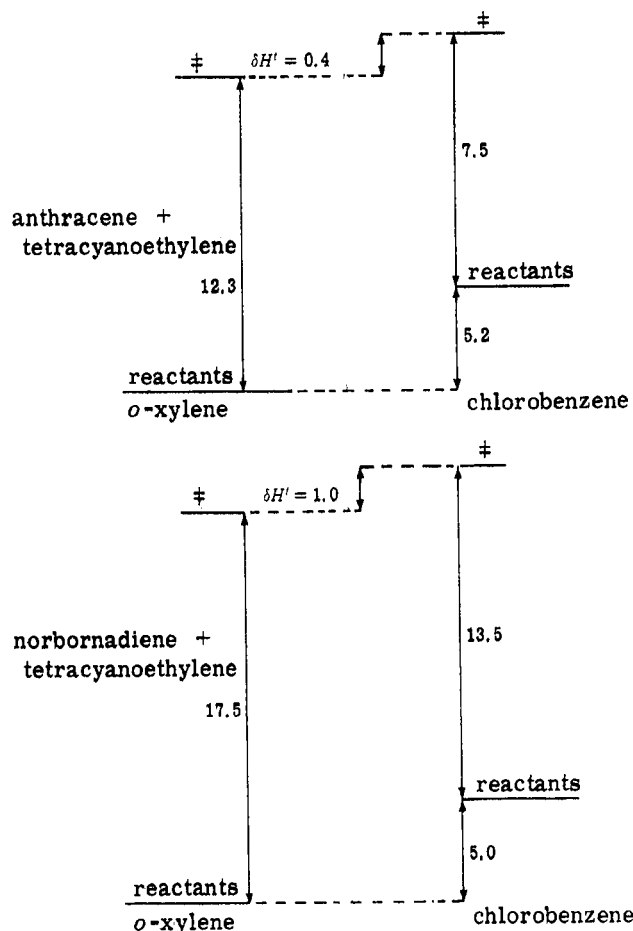 ‡
‡
δH^t = 0.4
7.5
anthracene +
tetracyanoethylene
12.3
reactants
5.2
reactants
o-xylene
chlorobenzene
‡
‡
δH^t = 1.0
13.5
norbornadiene +
tetracyanoethylene
17.5
reactants
5.0
reactants
o-xylene
chlorobenzene